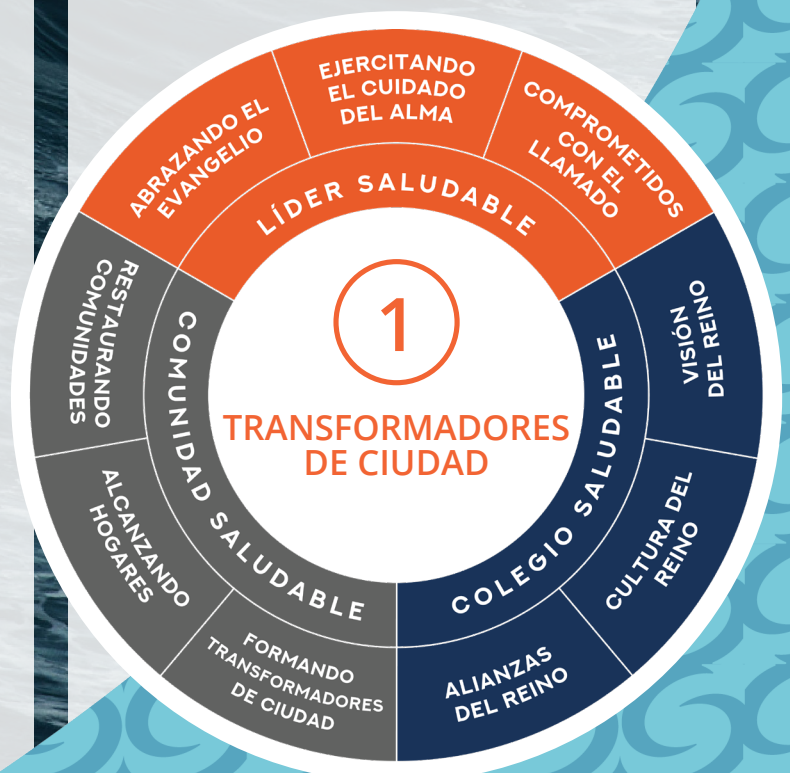 ABRAZANDO EL
EVANGELIO
EJERCITANDO
EL CUIDADO
DEL ALMA
COMPROMETIDOS
CON EL
LLAMADO
LÍDER SALUDABLE
VISIÓN
DEL REINO
CULTURA DEL
REINO
ALIANZAS
DEL REINO
COLEGIO SALUDABLE
FORMANDO
TRANSFORMADORES
DE CIUDAD
ALCANZANDO
HOGARES
RESTAURANDO
COMUNIDADES
COMUNIDAD SALUDABLE
1
TRANSFORMADORES
DE CIUDAD